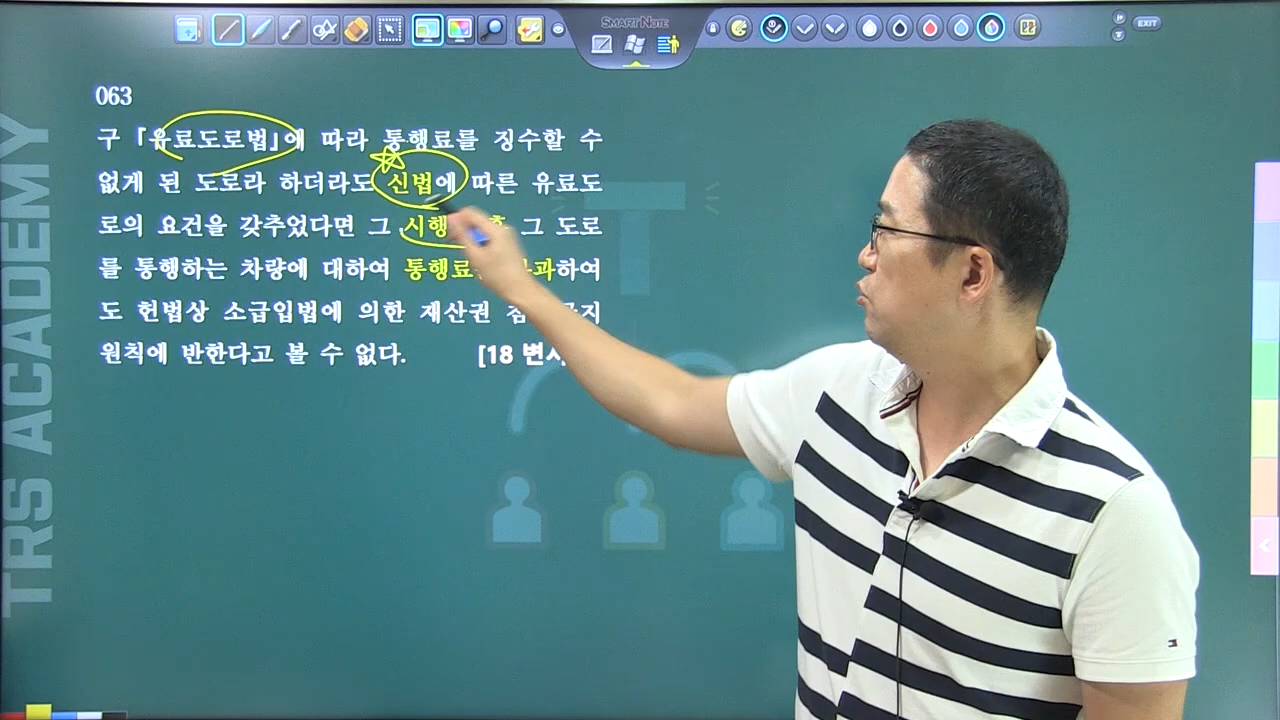 SMART NOTE
EXIT
063
구 「유료도로법」에 따라 통행료를 징수할 수
없게 된 도로라 하더라도 신법에 따른 유료도
로의 요건을 갖추었다면 그 시행 그 도로
를 통행하는 차량에 대하여 하여
도 헌법상 소급입법에 의한 재산권
원칙에 반한다고 볼 수 없다. [18
TRS ACADEMY